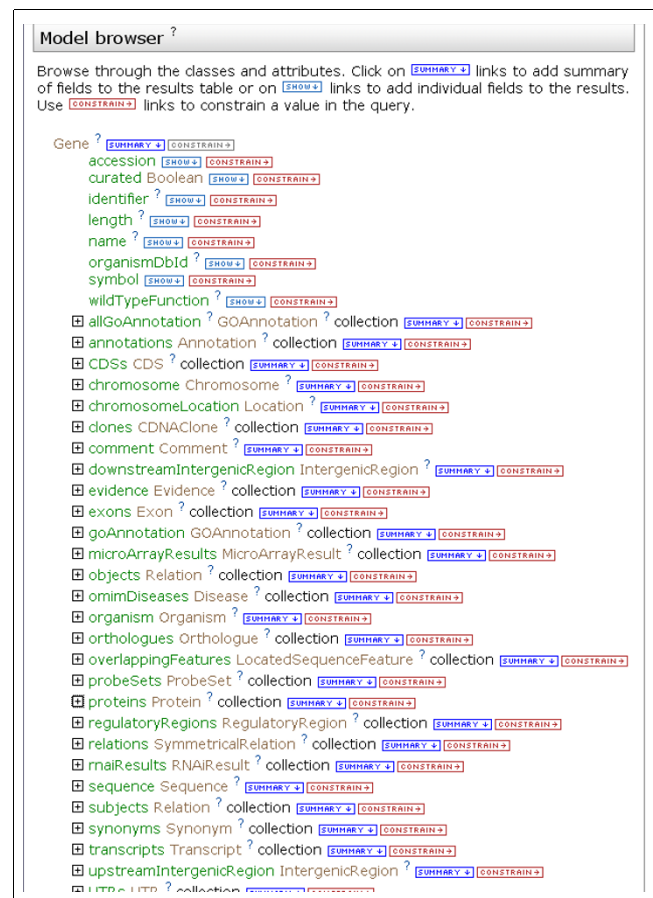 Model browser ?
Browse through the classes and attributes. Click on SUMMARY ↓ links to add summary
of fields to the results table or on SHOW ↓ links to add individual fields to the results.
Use CONSTRAIN → links to constrain a value in the query.
Gene ? SUMMARY ↓ CONSTRAIN →
accession SHOW ↓ CONSTRAIN →
curated Boolean SHOW ↓ CONSTRAIN →
identifier ? SHOW ↓ CONSTRAIN →
length ? SHOW ↓ CONSTRAIN →
name ? SHOW ↓ CONSTRAIN →
organismDbId ? SHOW ↓ CONSTRAIN →
symbol SHOW ↓ CONSTRAIN →
wildTypeFunction ? SHOW ↓ CONSTRAIN →
allGoAnnotation ? GOAnnotation ? collection SUMMARY ↓ CONSTRAIN →
annotations Annotation ? collection SUMMARY ↓ CONSTRAIN →
CDSs CDS ? collection SUMMARY ↓ CONSTRAIN →
chromosome Chromosome ? SUMMARY ↓ CONSTRAIN →
chromosomeLocation Location ? SUMMARY ↓ CONSTRAIN →
clones CDNAClone ? collection SUMMARY ↓ CONSTRAIN →
comment Comment ? SUMMARY ↓ CONSTRAIN →
downstreamIntergenicRegion IntergenicRegion ? SUMMARY ↓ CONSTRAIN →
evidence Evidence ? collection SUMMARY ↓ CONSTRAIN →
exons Exon ? collection SUMMARY ↓ CONSTRAIN →
goAnnotation GOAnnotation ? collection SUMMARY ↓ CONSTRAIN →
microArrayResults MicroArrayResult ? collection SUMMARY ↓ CONSTRAIN →
objects Relation ? collection SUMMARY ↓ CONSTRAIN →
omimDiseases Disease ? collection SUMMARY ↓ CONSTRAIN →
organism Organism ? SUMMARY ↓ CONSTRAIN →
orthologues Orthologue ? collection SUMMARY ↓ CONSTRAIN →
overlappingFeatures LocatedSequenceFeature ? collection SUMMARY ↓ CONSTRAIN →
probeSets ProbeSet ? collection SUMMARY ↓ CONSTRAIN →
proteins Protein ? collection SUMMARY ↓ CONSTRAIN →
regulatoryRegions RegulatoryRegion ? collection SUMMARY ↓ CONSTRAIN →
relations SymmetricalRelation ? collection SUMMARY ↓ CONSTRAIN →
rnaiResults RNAiResult ? collection SUMMARY ↓ CONSTRAIN →
sequence Sequence ? SUMMARY ↓ CONSTRAIN →
subjects Relation ? collection SUMMARY ↓ CONSTRAIN →
synonyms Synonym ? collection SUMMARY ↓ CONSTRAIN →
transcripts Transcript ? collection SUMMARY ↓ CONSTRAIN →
upstreamIntergenicRegion IntergenicRegion ? SUMMARY ↓ CONSTRAIN →
UTRs UTR ? collection